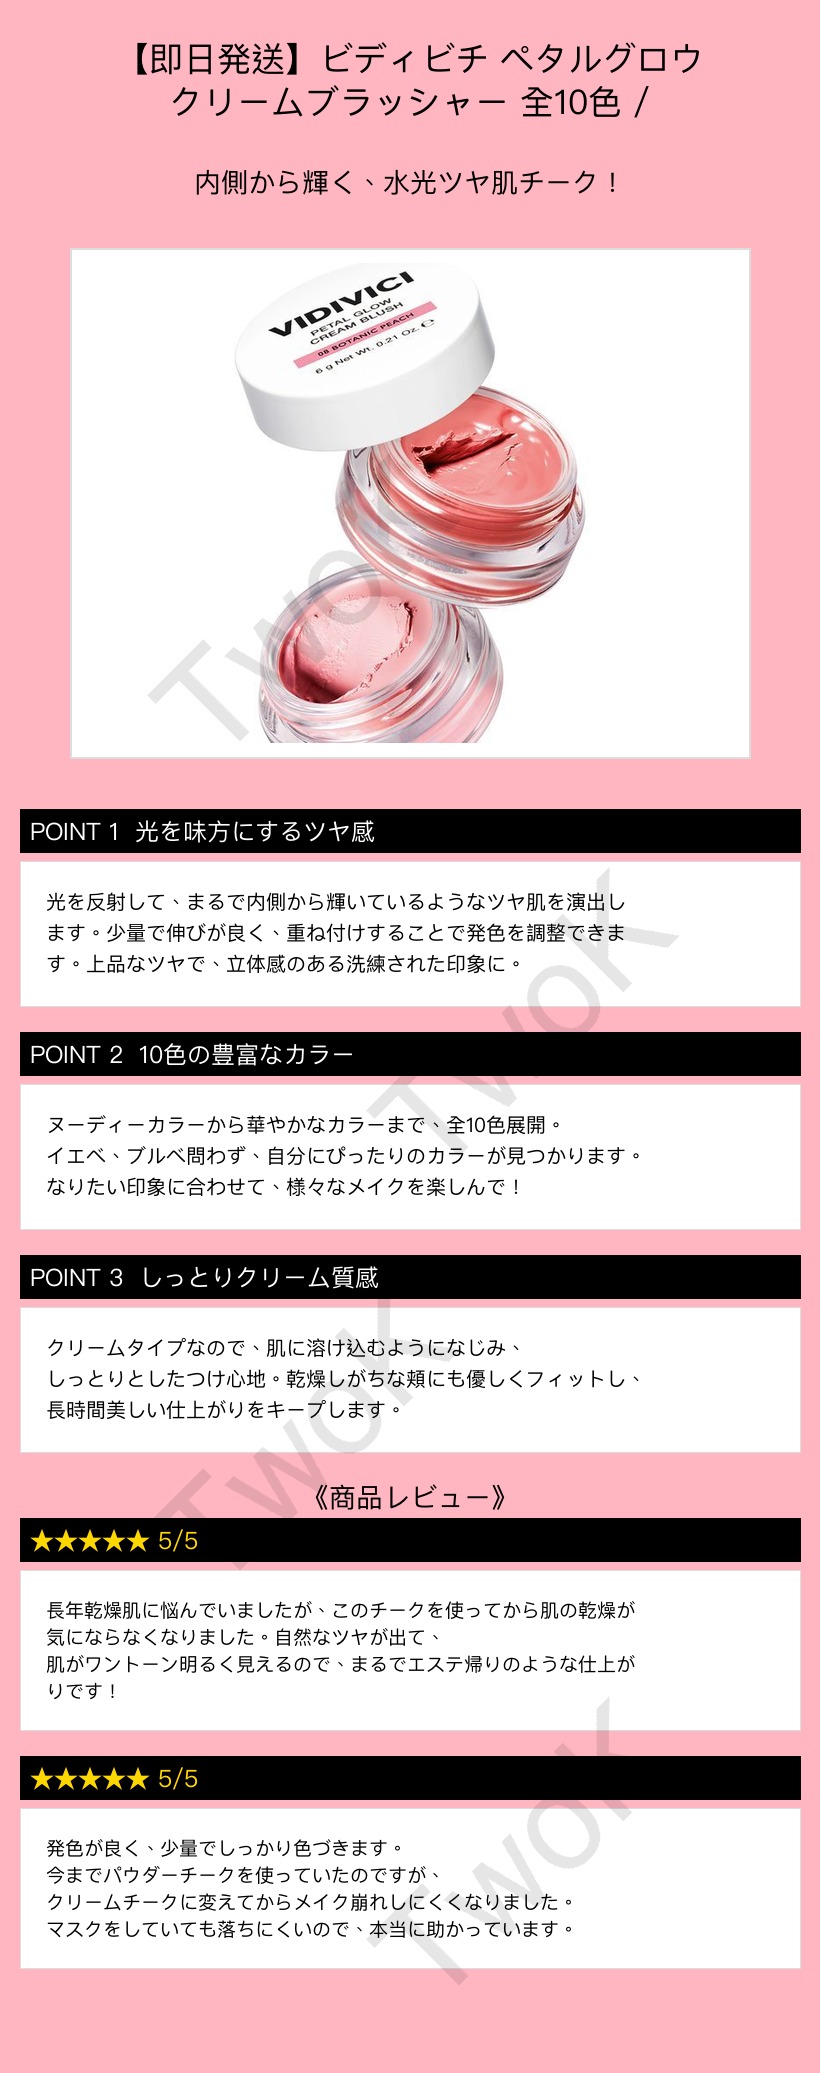 【即日発送】ビディビチ ペタルグロウ
クリームブラッシャー 全10色 /
内側から輝く、水光ツヤ肌チーク！
VIDIVICI
PETAL GLOW
CREAM BLUSH
08 BOTANIC PEACH
6 g Net Wt. 0.21 Oz. ℮
TwoK
POINT 1 光を味方にするツヤ感
光を反射して、まるで内側から輝いているようなツヤ肌を演出し
ます。少量で伸びが良く、重ね付けすることで発色を調整できま
す。上品なツヤで、立体感のある洗練された印象に。
TwoK
POINT 2 10色の豊富なカラー
ヌーディーカラーから華やかなカラーまで、全10色展開。
イエベ、ブルベ問わず、自分にぴったりのカラーが見つかります。
なりたい印象に合わせて、様々なメイクを楽しんで！
POINT 3 しっとりクリーム質感
クリームタイプなので、肌に溶け込むようになじみ、
しっとりとしたつけ心地。乾燥しがちな頬にも優しくフィットし、
長時間美しい仕上がりをキープします。
TwoK
《商品レビュー》
★★★★★ 5/5
長年乾燥肌に悩んでいましたが、このチークを使ってから肌の乾燥が
気にならなくなりました。自然なツヤが出て、
肌がワントーン明るく見えるので、まるでエステ帰りのような仕上が
りです！
★★★★★ 5/5
発色が良く、少量でしっかり色づきます。
今までパウダーチークを使っていたのですが、
クリームチークに変えてからメイク崩れしにくくなりました。
マスクをしていても落ちにくいので、本当に助かっています。
TwoK